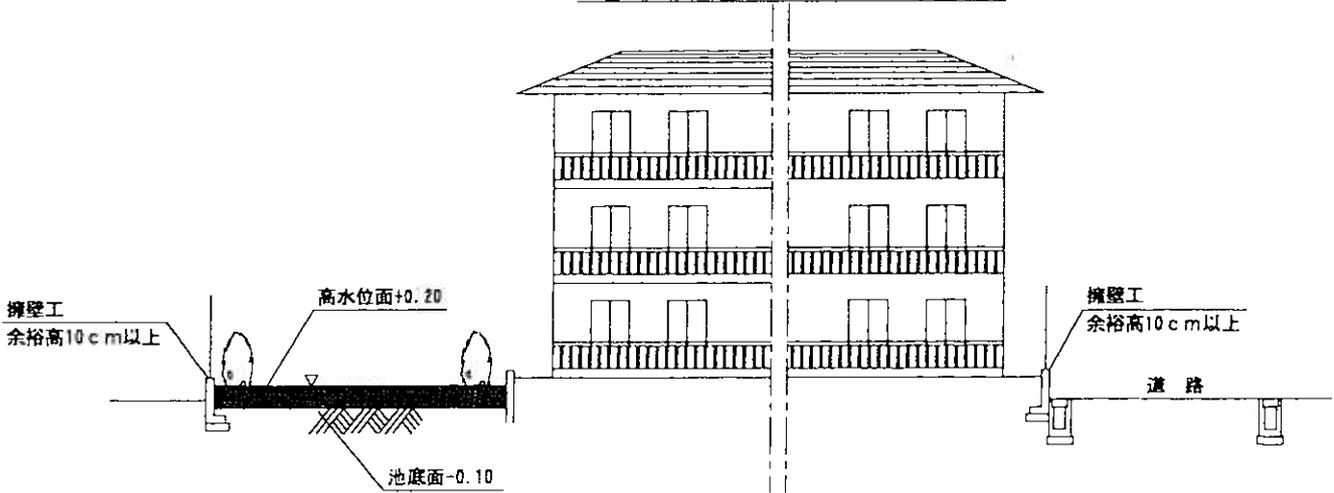 高水位面+0.20
擁壁工
余裕高10cm以上
擁壁工
余裕高10cm以上
道 路
池底面-0.10